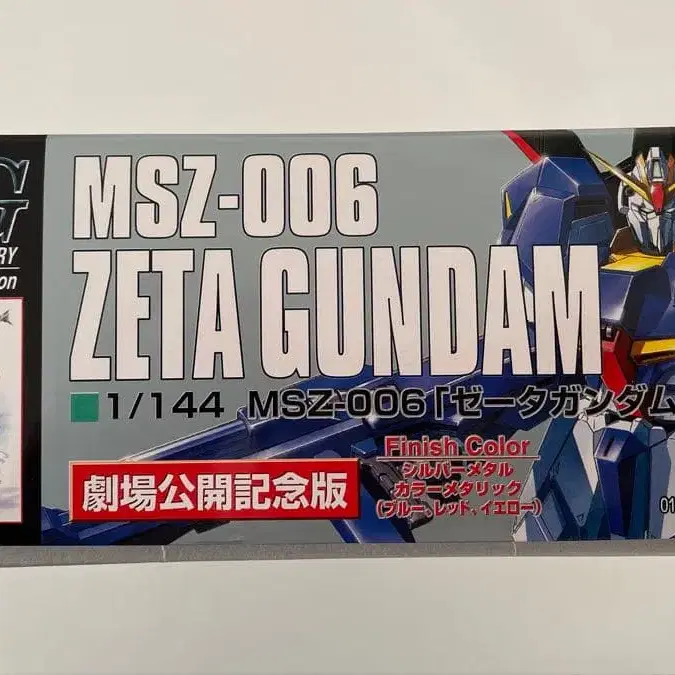 MSZ-006
ZETA GUNDAM
■1/144 MSZ-006「ゼータガンダム
劇場公開記念版
Finish Color
シルバーメタル
カラーメタリック
(ブルー、レッド、イエロー)
01